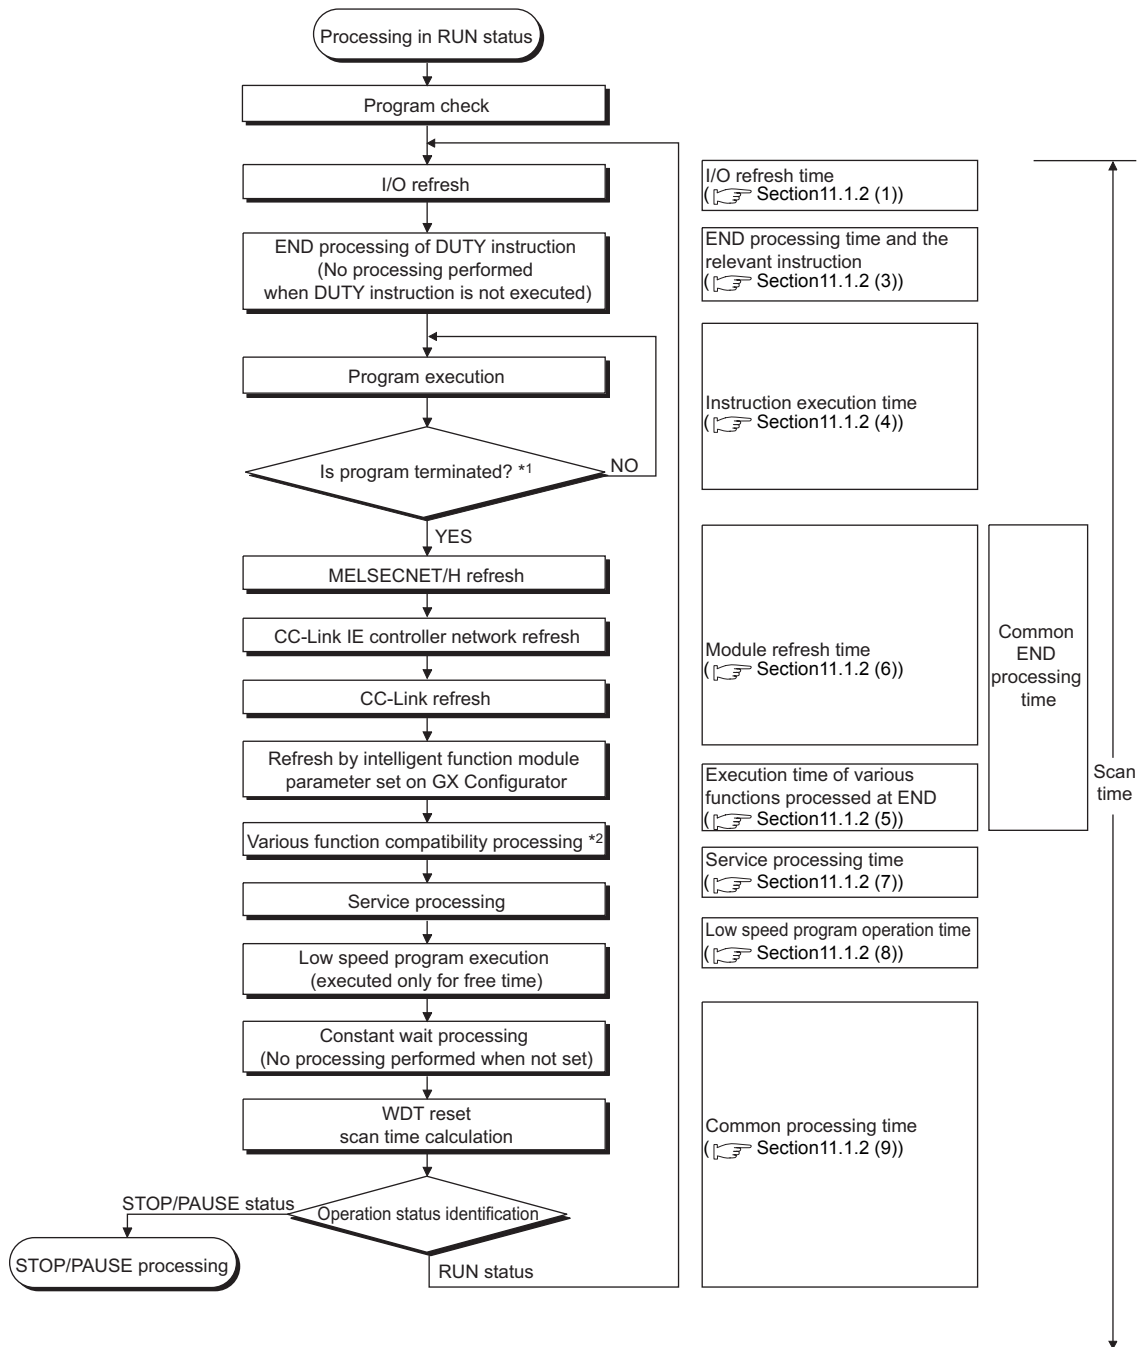 Processing in RUN status
Program check
I/O refresh
END processing of DUTY instruction
(No processing performed
when DUTY instruction is not executed)
Program execution
Is program terminated? *1
NO
YES
MELSECNET/H refresh
CC-Link IE controller network refresh
CC-Link refresh
Refresh by intelligent function module
parameter set on GX Configurator
Various function compatibility processing *2
Service processing
Low speed program execution
(executed only for free time)
Constant wait processing
(No processing performed when not set)
WDT reset
scan time calculation
Operation status identification
STOP/PAUSE status
STOP/PAUSE processing
RUN status
I/O refresh time
( Section11.1.2 (1))
END processing time and the
relevant instruction
( Section11.1.2 (3))
Instruction execution time
( Section11.1.2 (4))
Module refresh time
( Section11.1.2 (6))
Execution time of various
functions processed at END
( Section11.1.2 (5))
Service processing time
( Section11.1.2 (7))
Low speed program operation time
( Section11.1.2 (8))
Common processing time
( Section11.1.2 (9))
Common
END
processing
time
Scan
time